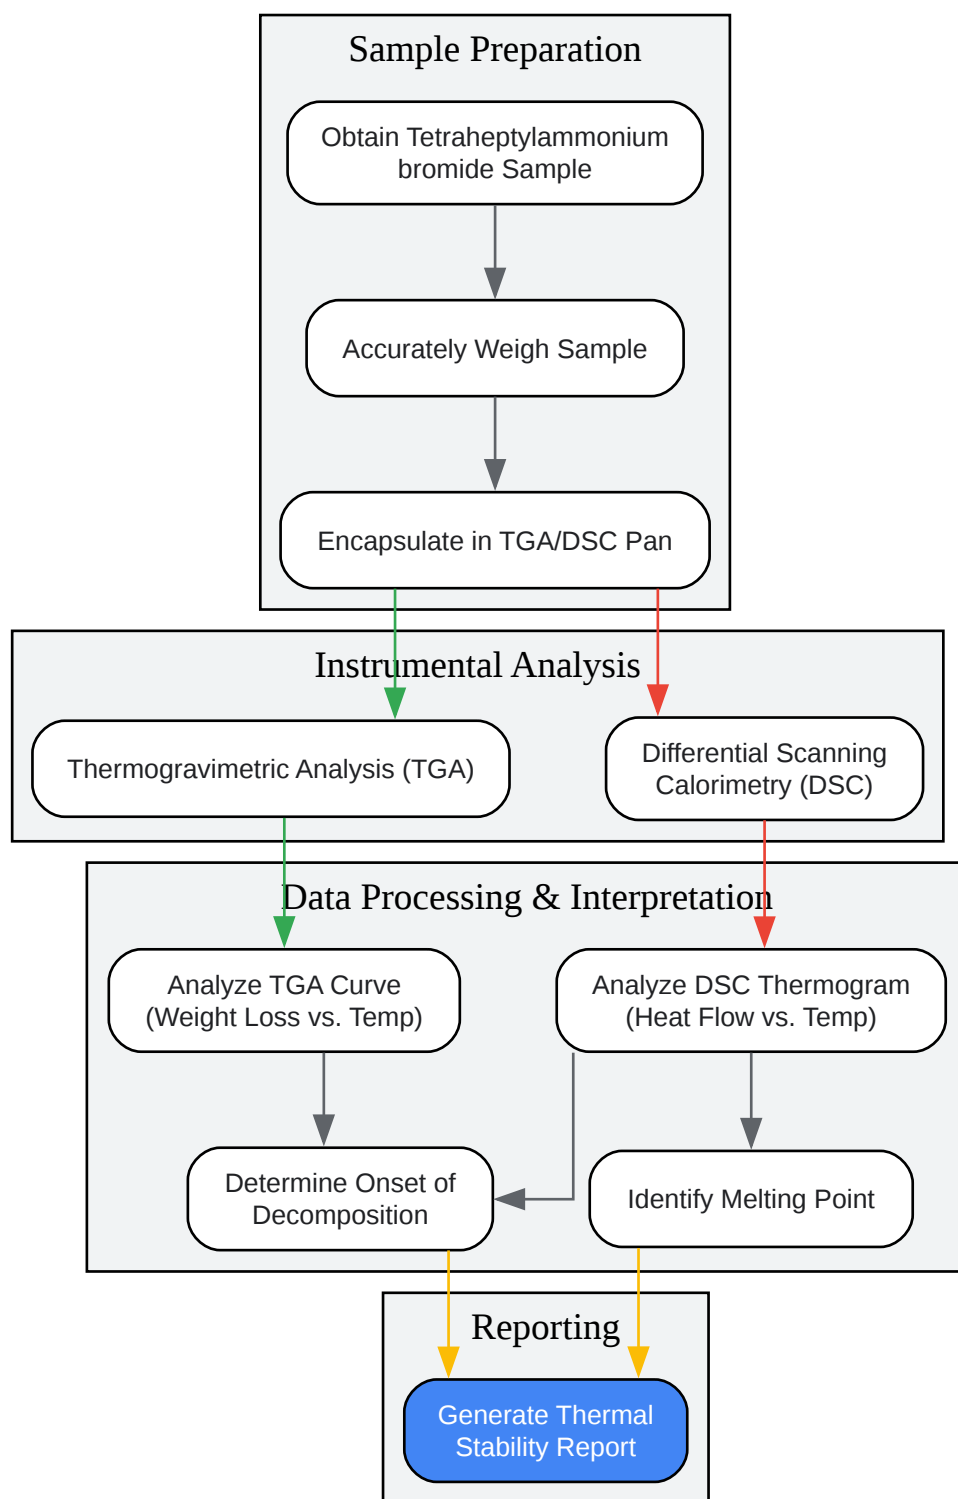 Sample Preparation
Obtain Tetraheptylammonium
bromide Sample
Accurately Weigh Sample
Encapsulate in TGA/DSC Pan
Instrumental Analysis
Thermogravimetric Analysis (TGA)
Differential Scanning
Calorimetry (DSC)
Data Processing & Interpretation
Analyze TGA Curve
(Weight Loss vs. Temp)
Analyze DSC Thermogram
(Heat Flow vs. Temp)
Determine Onset of
Decomposition
Identify Melting Point
Reporting
Generate Thermal
Stability Report